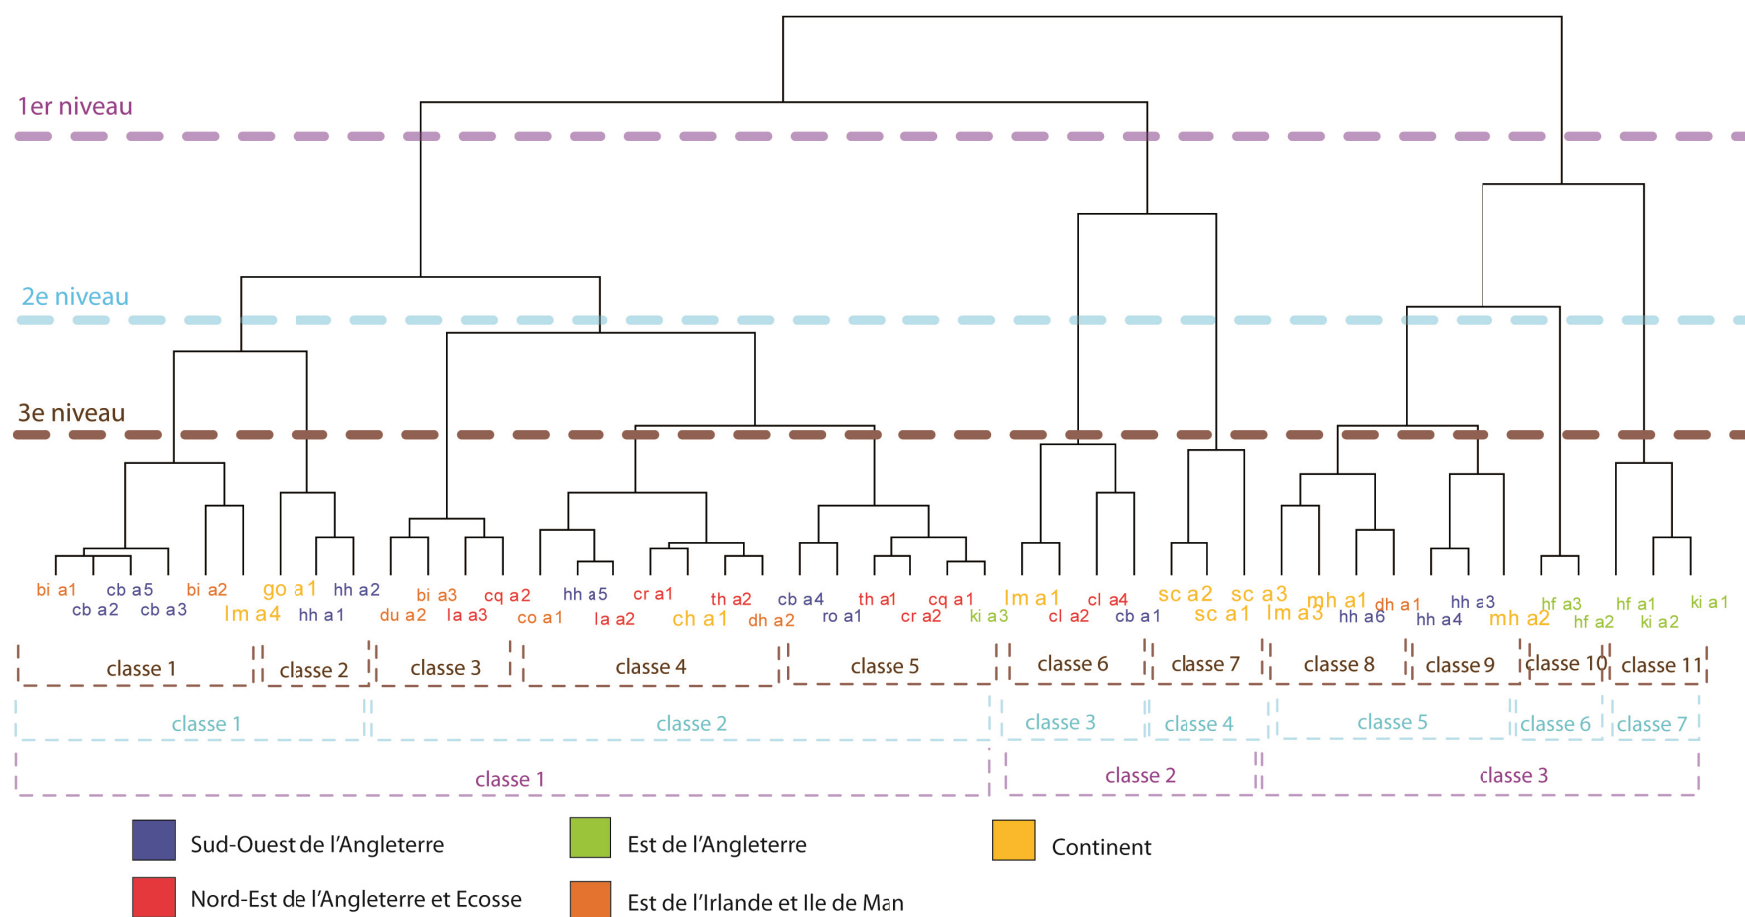 1er niveau
2e niveau
3e niveau
bi a1 cb a5 bi a2 go a1 hh a2 bi a3 cq a2 hh a5 cr a1 th a2 cb a4 th a1 cq a1 lm a1 cl a4 sc a2 sc a3 mh a1 hh a3 hf a3 hf a1 ki a1
cb a2 cb a3 lm a4 hh a1 du a2 la a3 co a1 la a2 ch a1 dh a2 ro a1 cr a2 ki a3 cl a2 cb a1 sc a1 lm a3 hh a6 dh a1 hh a4 mh a2 hf a2 ki a2
classe 1 classe 2 classe 3 classe 4 classe 5 classe 6 classe 7 classe 8 classe 9 classe 10 classe 11
classe 1 classe 2 classe 3 classe 4 classe 5 classe 6 classe 7
classe 1 classe 2 classe 3
Sud-Ouest de l'Angleterre Est de l'Angleterre Continent
Nord-Est de l'Angleterre et Ecosse Est de l'Irlande et Ile de Man